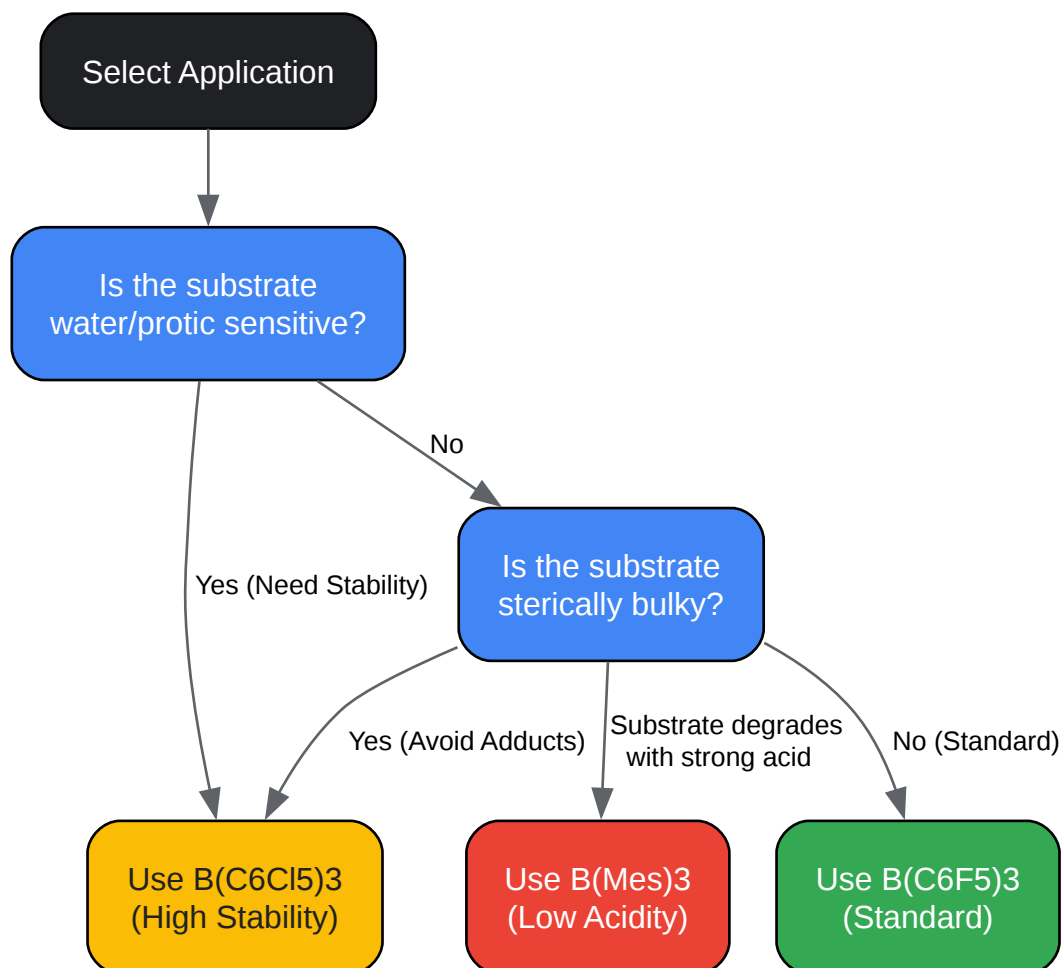 Select Application
Is the substrate
water/protic sensitive?
No
Yes (Need Stability)
Is the substrate
sterically bulky?
Yes (Avoid Adducts)
Substrate degrades
with strong acid
No (Standard)
Use B(C6Cl5)3
(High Stability)
Use B(Mes)3
(Low Acidity)
Use B(C6F5)3
(Standard)